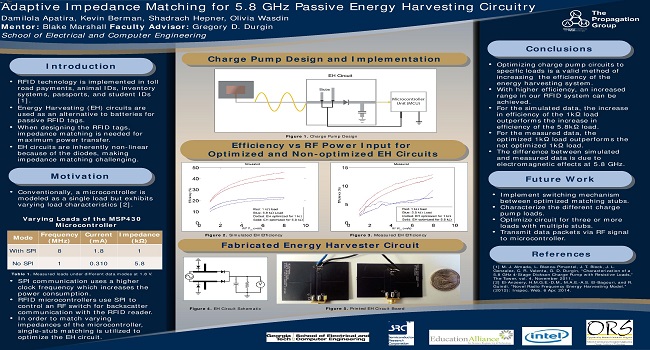 Adaptive Impedance Matching for 5.8 GHz Passive Energy Harvesting Circuitry
Damilola Apatira, Kevin Berman, Shadrach Hepner, Olivia Wasdin
Mentor: Blake Marshall Faculty Advisor: Gregory D. Durgin
School of Electrical and Computer Engineering
The
Propagation
Group
Introduction
• RFID technology is implemented in toll
road payments, animal IDs, inventory
systems, passports, and student IDs
[1].
• Energy Harvesting (EH) circuits are
used as an alternative to batteries for
passive RFID tags.
• When designing the RFID tags,
impedance matching is needed for
maximum power transfer.
• EH circuits are inherently non-linear
because of the diodes, making
impedance matching challenging.
Motivation
• Conventionally, a microcontroller is
modeled as a single load but exhibits
varying load characteristics [2].
Varying Loads of the MSP430
Microcontroller
Mode Frequency (MHz) Current (mA) Impedance (kΩ)
With SPI 8 1.8 1
No SPI 1 0.310 5.8
Table 1. Measured loads under different data modes at 1.8 V
• SPI communication uses a higher
clock frequency which increases the
power consumption.
• RFID microcontrollers use SPI to
control an RF switch for backscatter
communication with the RFID reader.
• In order to match varying
impedances of the microcontroller,
single-stub matching is utilized to
optimize the EH circuit.
Charge Pump Design and Implementation
EH Circuit
Microcontroller
Unit (MCU)
Figure 1. Charge Pump Design
Efficiency vs RF Power Input for
Optimized and Non-optimized EH Circuits
Simulated
Measured
Figure 2. Simulated EH Efficiency
Figure 3. Measured EH Efficiency
Fabricated Energy Harvester Circuit
Figure 4. EH Circuit Schematic
Figure 5. Printed EH Circuit Board
Conclusions
• Optimizing charge pump circuits to
specific loads is a valid method of
increasing the efficiency of the
energy harvesting system.
• With higher efficiency, an increased
range in our RFID system can be
achieved.
• For the simulated data, the increase
in efficiency of the 1kΩ load
outperforms the increase in
efficiency of the 5.8kΩ load.
• For the measured data, the
optimized 1kΩ load outperforms the
not optimized 1kΩ load.
• The difference between simulated
and measured data is due to
electromagnetic effects at 5.8 GHz.
Future Work
• Implement switching mechanism
between optimized matching stubs.
• Characterize the different charge
pump loads.
• Optimize circuit for three or more
loads with multiple stubs.
• Transmit data packets via RF signal
to microcontroller.
References
Georgia Tech
School of Electrical and
Computer Engineering
Education Alliance
intel
ORS